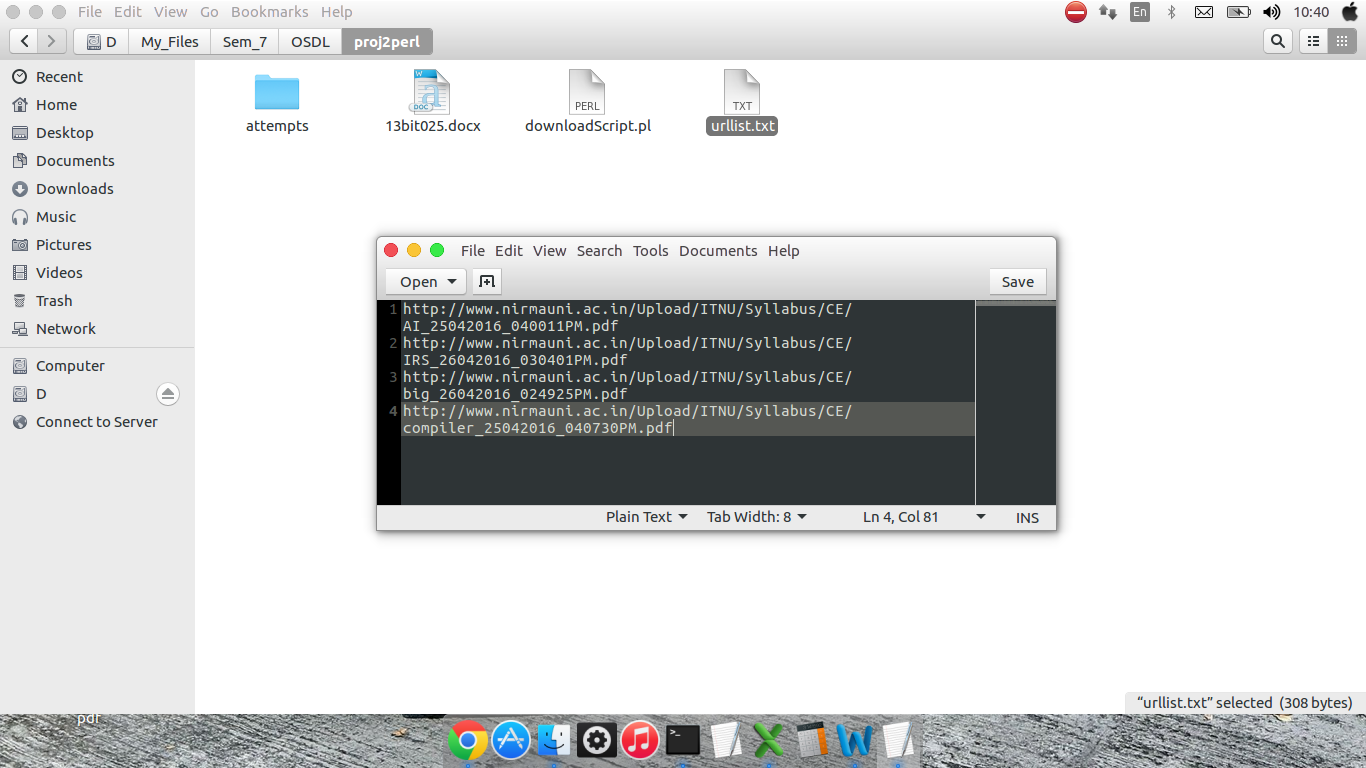 File Edit View Go Bookmarks Help
En
10:40
D My_Files Sem_7 OSDL proj2perl
Recent
Home
Desktop
Documents
Downloads
Music
Pictures
Videos
Trash
Network
Computer
D
Connect to Server
W
a
DOC
PERL
TXT
attempts
13bit025.docx
downloadScript.pl
urllist.txt
File Edit View Search Tools Documents Help
Open
Save
1 http://www.nirmauni.ac.in/Upload/ITNU/Syllabus/CE/
AI_25042016_040011PM.pdf
2 http://www.nirmauni.ac.in/Upload/ITNU/Syllabus/CE/
IRS_26042016_030401PM.pdf
3 http://www.nirmauni.ac.in/Upload/ITNU/Syllabus/CE/
big_26042016_024925PM.pdf
4 http://www.nirmauni.ac.in/Upload/ITNU/Syllabus/CE/
compiler_25042016_040730PM.pdf
Plain Text Tab Width: 8 Ln 4, Col 81 INS
“urllist.txt” selected (308 bytes)
pdf